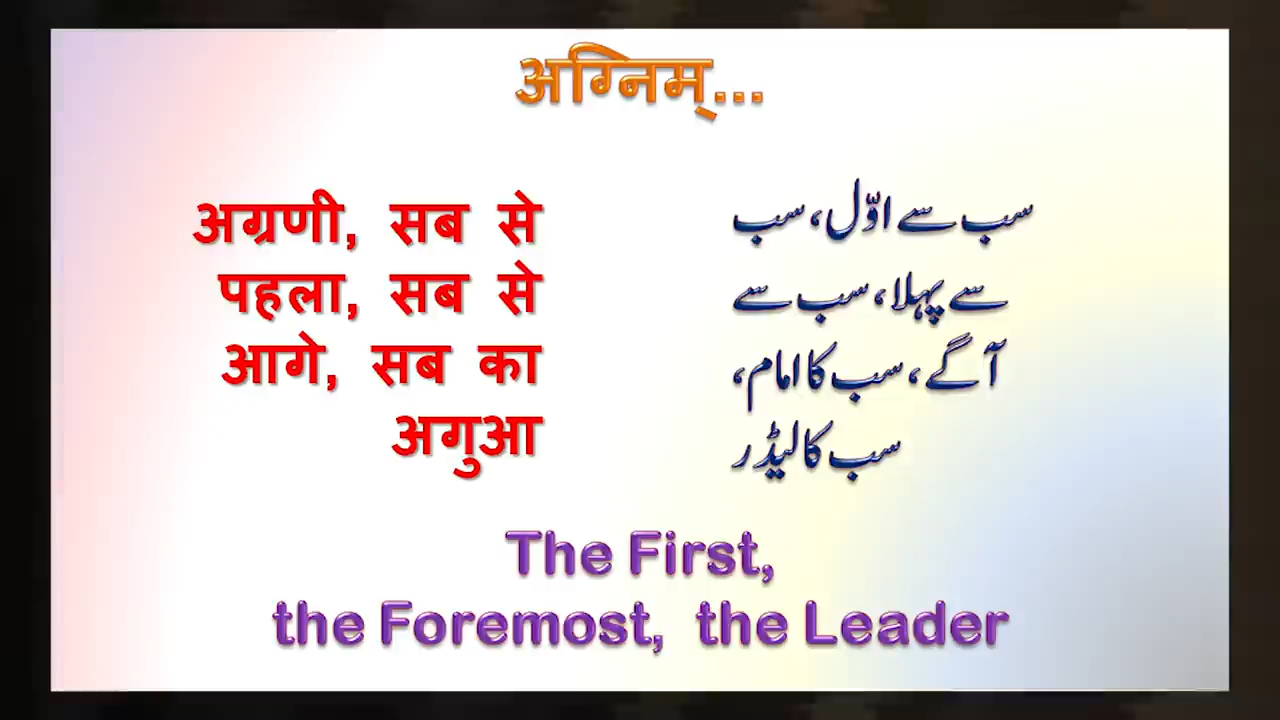 अग्निम्...
अग्रणी, सब से
पहला, सब से
आगे, सब का
अगुआ
سب سے اوّل، سب
سے پہلا، سب سے
آگے، سب کا امام،
سب کا لیڈر
The First,
the Foremost, the Leader